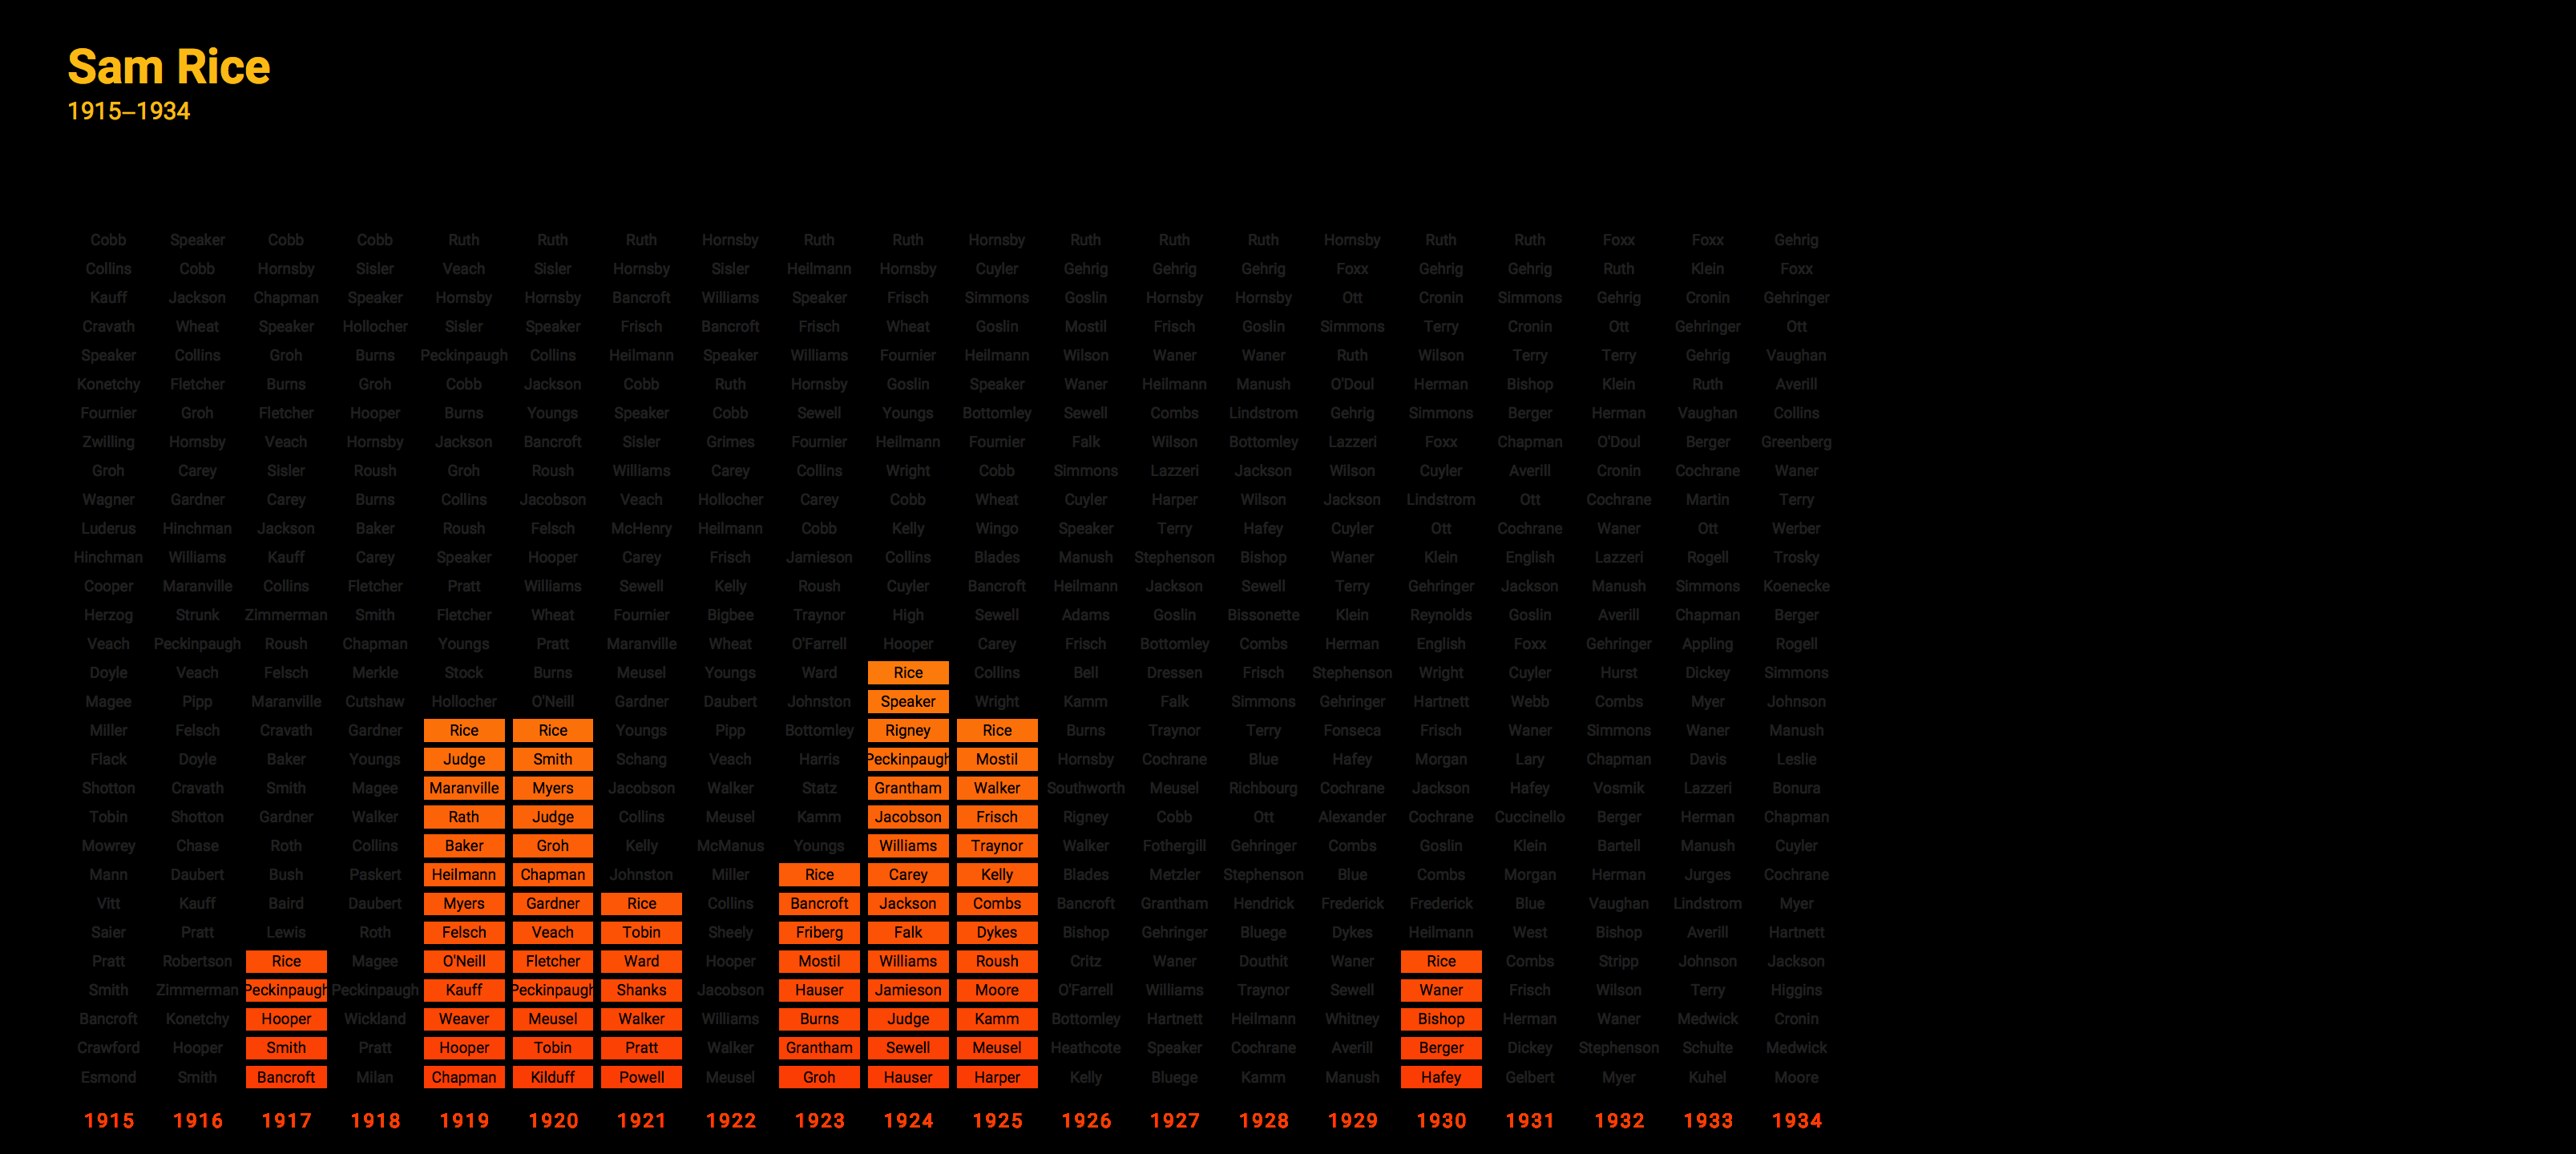 Sam Rice
1915–1934
Cobb Speaker Cobb Cobb Ruth Ruth Ruth Hornsby Ruth Ruth Hornsby Ruth Ruth Ruth Hornsby Ruth Ruth Foxx Foxx Gehrig
Collins Cobb Hornsby Sisler Veach Sisler Hornsby Sisler Heilmann Hornsby Cuyler Gehrig Gehrig Gehrig Foxx Gehrig Gehrig Ruth Klein Foxx
Kauff Jackson Chapman Speaker Hornsby Hornsby Bancroft Williams Speaker Frisch Simmons Goslin Hornsby Hornsby Ott Cronin Simmons Gehrig Cronin Gehringer
Cravath Wheat Speaker Hollocher Sisler Speaker Frisch Bancroft Frisch Wheat Goslin Mostil Frisch Goslin Simmons Terry Cronin Ott Gehringer Ott
Speaker Collins Groh Burns Peckinpaugh Collins Heilmann Speaker Williams Fournier Heilmann Wilson Waner Waner Ruth Wilson Terry Terry Gehrig Vaughan
Konetchy Fletcher Burns Groh Cobb Jackson Cobb Ruth Hornsby Goslin Speaker Waner Heilmann Manush O'Doul Herman Bishop Klein Ruth Averill
Fournier Groh Fletcher Hooper Burns Youngs Speaker Cobb Sewell Youngs Bottomley Sewell Combs Lindstrom Gehrig Simmons Berger Herman Vaughan Collins
Zwilling Hornsby Veach Hornsby Jackson Bancroft Sisler Grimes Fournier Heilmann Fournier Falk Wilson Bottomley Lazzeri Foxx Chapman O'Doul Berger Greenberg
Groh Carey Sisler Roush Groh Roush Williams Carey Collins Wright Cobb Simmons Lazzeri Jackson Wilson Cuyler Averill Cronin Cochrane Waner
Wagner Gardner Carey Burns Collins Jacobson Veach Hollocher Carey Cobb Wheat Cuyler Harper Wilson Jackson Lindstrom Ott Cochrane Martin Terry
Luderus Hinchman Jackson Baker Roush Felsch McHenry Heilmann Cobb Kelly Wingo Speaker Terry Hafey Cuyler Ott Cochrane Waner Ott Werber
Hinchman Williams Kauff Carey Speaker Hooper Carey Frisch Jamieson Collins Blades Manush Stephenson Bishop Waner Klein English Lazzeri Rogell Trosky
Cooper Maranville Collins Fletcher Pratt Williams Sewell Kelly Roush Cuyler Bancroft Heilmann Jackson Sewell Terry Gehringer Jackson Manush Simmons Koenecke
Herzog Strunk Zimmerman Smith Fletcher Wheat Fournier Bigbee Traynor High Sewell Adams Goslin Bissonette Klein Reynolds Goslin Averill Chapman Berger
Veach Peckinpaugh Roush Chapman Youngs Pratt Maranville Wheat O'Farrell Hooper Carey Frisch Bottomley Combs Herman English Foxx Gehringer Appling Rogell
Doyle Veach Felsch Merkle Stock Burns Meusel Youngs Ward Rice Collins Bell Dressen Frisch Stephenson Wright Cuyler Hurst Dickey Simmons
Magee Pipp Maranville Cutshaw Hollocher O'Neill Gardner Daubert Johnston Speaker Wright Kamm Falk Simmons Gehringer Hartnett Webb Combs Myer Johnson
Miller Felsch Cravath Gardner Rice Rice Youngs Pipp Bottomley Rigney Rice Burns Traynor Terry Fonseca Frisch Waner Simmons Waner Manush
Flack Doyle Baker Youngs Judge Smith Schang Veach Harris Peckinpaugh Mostil Hornsby Cochrane Blue Hafey Morgan Lary Chapman Davis Leslie
Shotton Cravath Smith Magee Maranville Myers Jacobson Walker Statz Grantham Walker Southworth Meusel Richbourg Cochrane Jackson Hafey Vosmik Lazzeri Bonura
Tobin Shotton Gardner Walker Rath Judge Collins Meusel Kamm Jacobson Frisch Rigney Cobb Ott Alexander Cochrane Cuccinello Berger Herman Chapman
Mowrey Chase Roth Collins Baker Groh Kelly McManus Youngs Williams Traynor Walker Fothergill Gehringer Combs Goslin Klein Bartell Manush Cuyler
Mann Daubert Bush Paskert Heilmann Chapman Johnston Miller Rice Carey Kelly Blades Metzler Stephenson Blue Combs Morgan Herman Jurges Cochrane
Vitt Kauff Baird Daubert Myers Gardner Rice Collins Bancroft Jackson Combs Bancroft Grantham Hendrick Frederick Frederick Blue Vaughan Lindstrom Myer
Saier Pratt Lewis Roth Felsch Veach Tobin Sheely Friberg Falk Dykes Bishop Gehringer Bluege Dykes Heilmann West Bishop Averill Hartnett
Pratt Robertson Rice Magee O'Neill Fletcher Ward Hooper Mostil Williams Roush Critz Waner Douthit Waner Rice Combs Stripp Johnson Jackson
Smith Zimmerman Peckinpaugh Peckinpaugh Kauff Peckinpaugh Shanks Jacobson Hauser Jamieson Moore O'Farrell Williams Traynor Sewell Waner Frisch Wilson Terry Higgins
Bancroft Konetchy Hooper Wickland Weaver Meusel Walker Williams Burns Judge Kamm Bottomley Hartnett Heilmann Whitney Bishop Herman Waner Medwick Cronin
Crawford Hooper Smith Pratt Hooper Tobin Pratt Walker Grantham Sewell Meusel Heathcote Speaker Cochrane Averill Berger Dickey Stephenson Schulte Medwick
Esmond Smith Bancroft Milan Chapman Kilduff Powell Meusel Groh Hauser Harper Kelly Bluege Kamm Manush Hafey Gelbert Myer Kuhel Moore
1915 1916 1917 1918 1919 1920 1921 1922 1923 1924 1925 1926 1927 1928 1929 1930 1931 1932 1933 1934